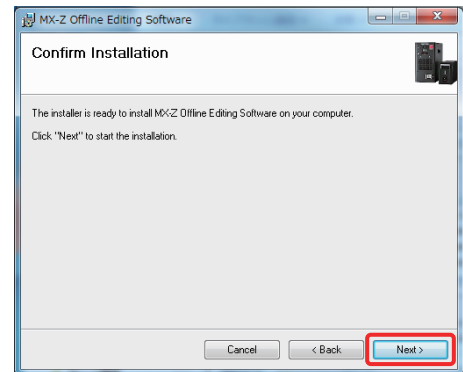 MX-Z Offline Editing Software
Confirm Installation
The installer is ready to install MX-Z Offline Editing Software on your computer.
Click "Next" to start the installation.
Cancel
< Back
Next >